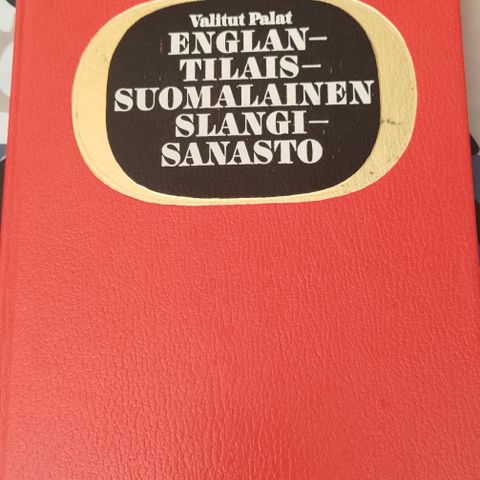 Valitut Palat
ENGLAN-
TILAIS-
SUOMALAINEN
SLANGI-
SANASTO